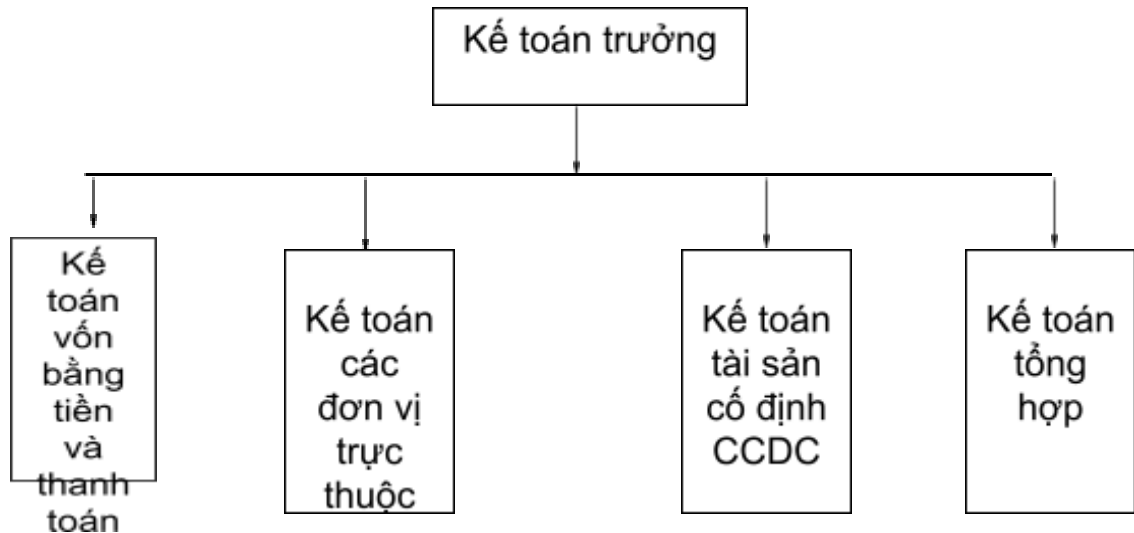 Kế toán trưởng
Kế
toán
vốn
bằng
tiền
và
thanh
toán
Kế toán
các
đơn vị
trực
thuộc
Kế toán
tài sản
cố định
CCDC
Kế toán
tổng
hợp